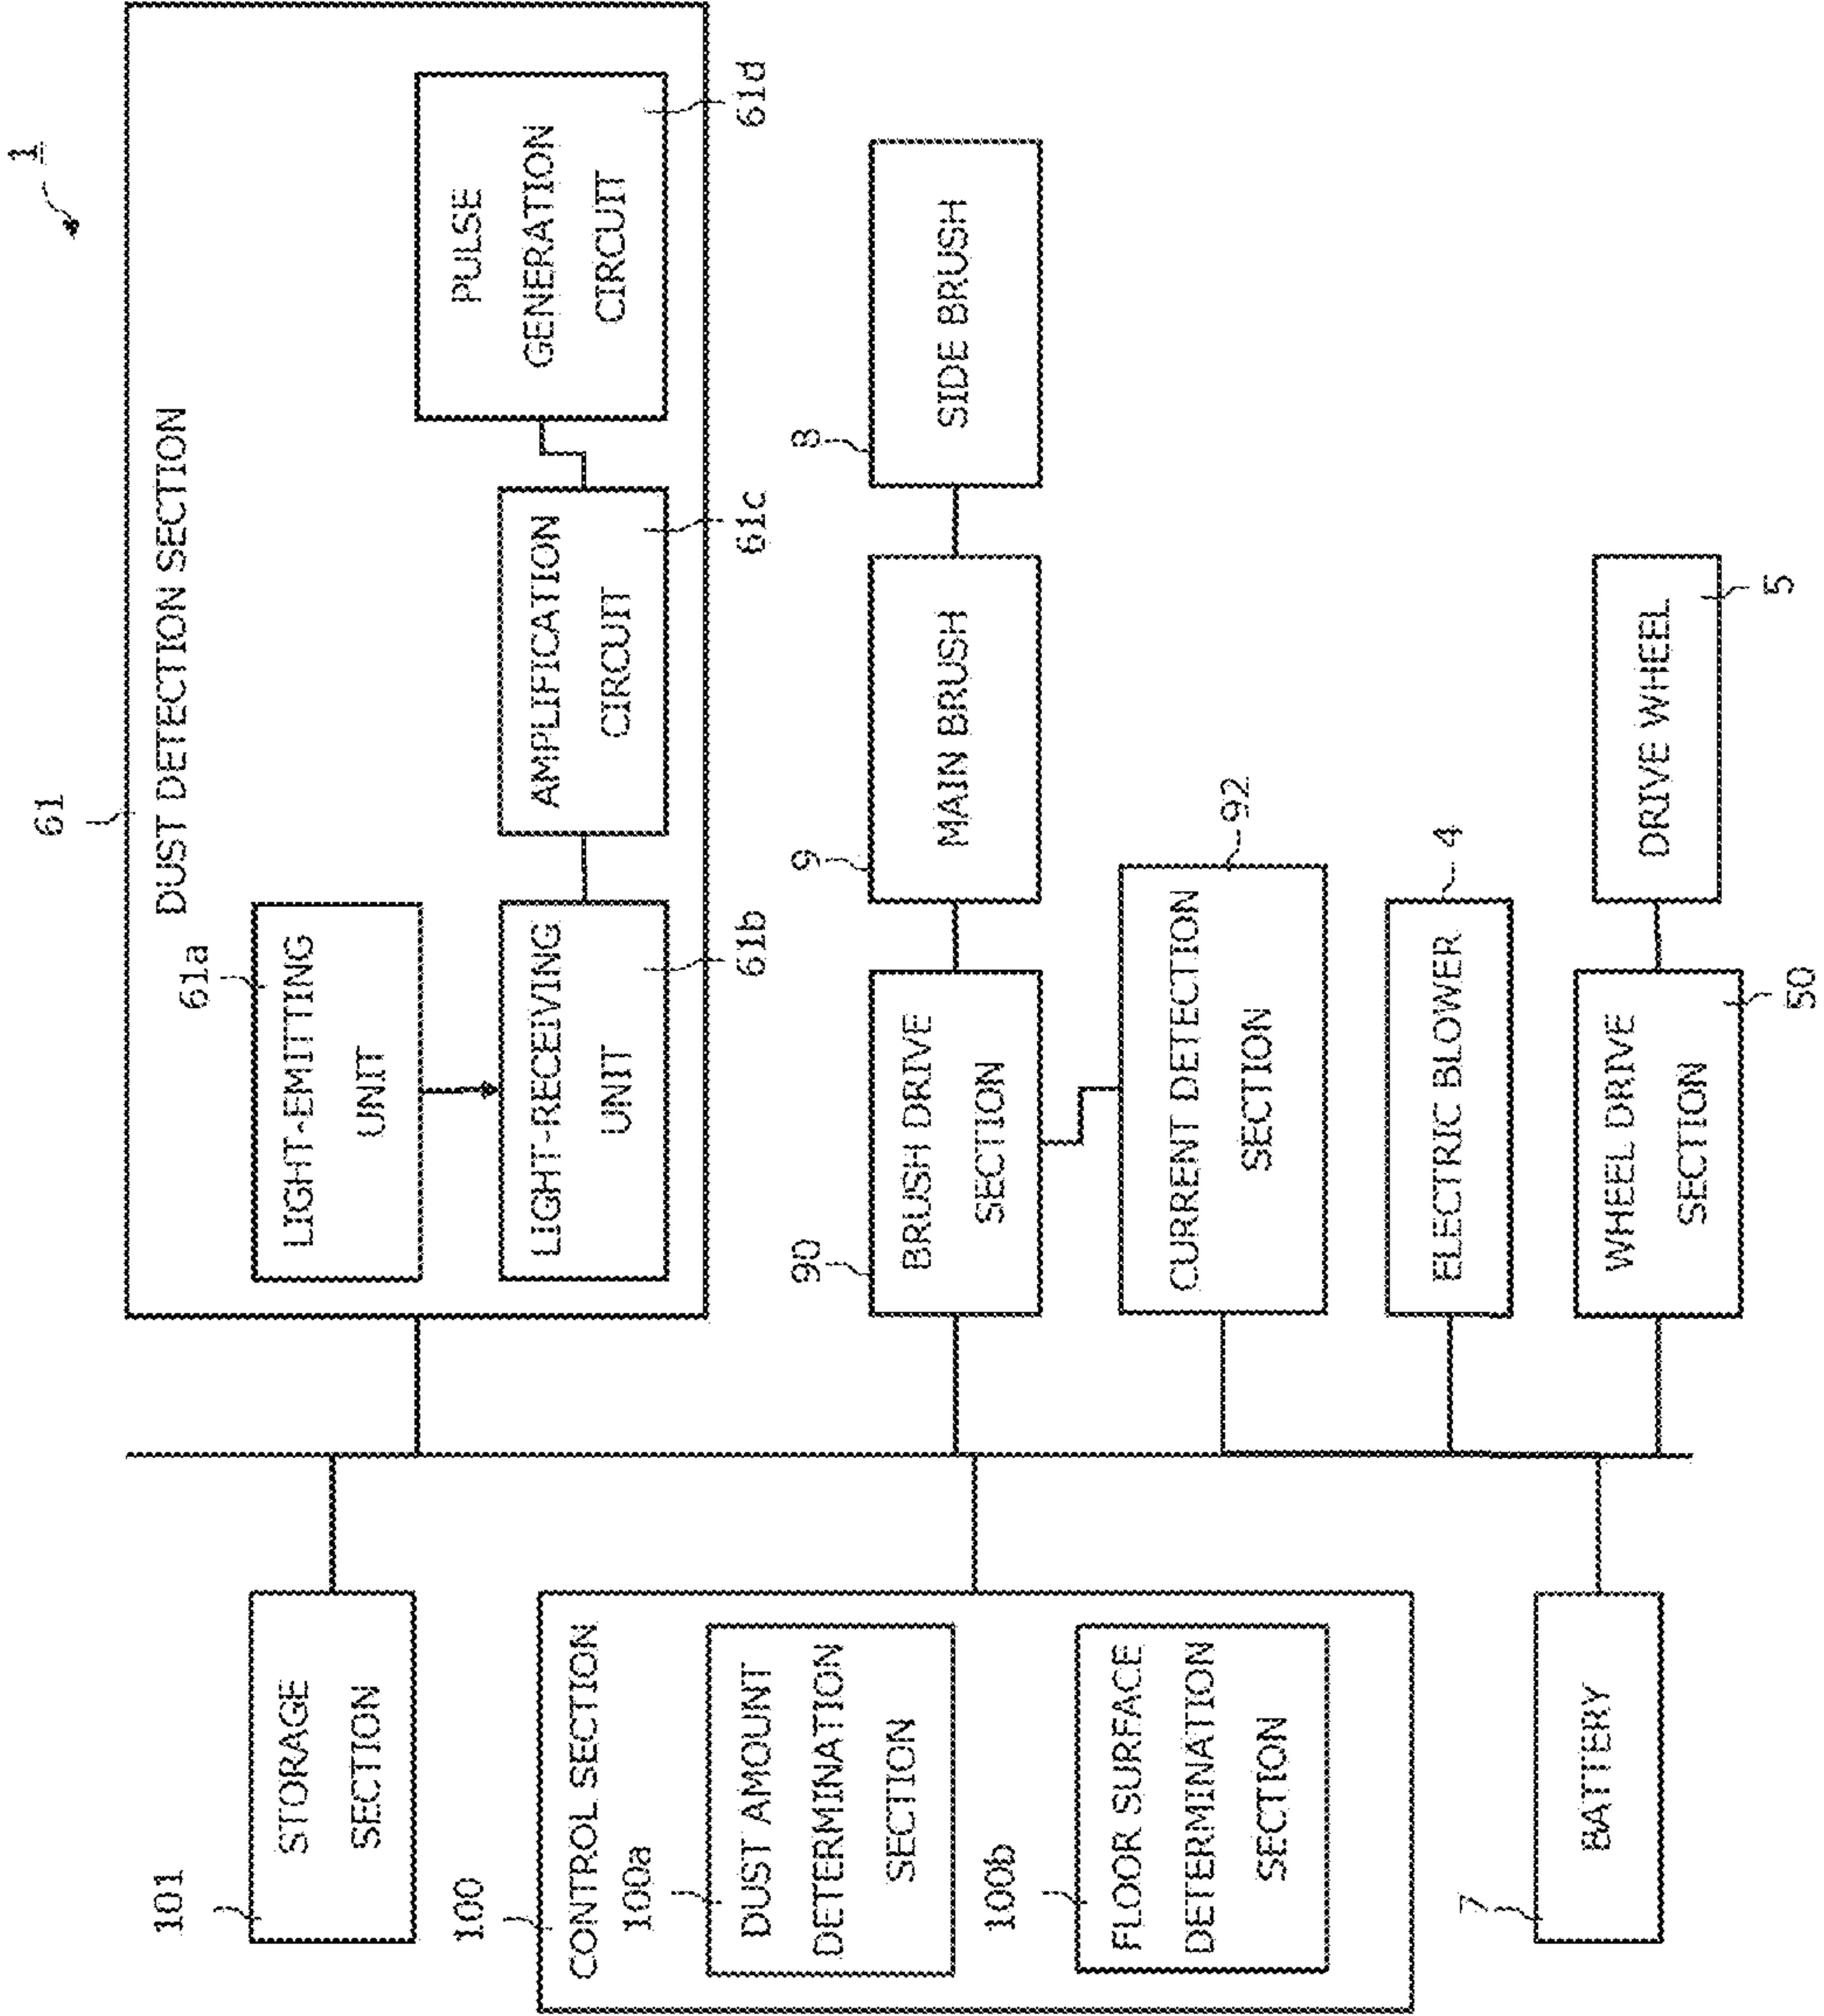 1
61
DUST DETECTION SECTION
61a
LIGHT-EMITTING
UNIT
LIGHT-RECEIVING
UNIT
61b
AMPLIFICATION
CIRCUIT
61c
PULSE
GENERATION
CIRCUIT
61d
101
STORAGE
SECTION
100
CONTROL SECTION
100a
DUST AMOUNT
DETERMINATION
SECTION
100b
FLOOR SURFACE
DETERMINATION
SECTION
7
BATTERY
90
BRUSH DRIVE
SECTION
9
MAIN BRUSH
8
SIDE BRUSH
92
CURRENT DETECTION
SECTION
4
ELECTRIC BLOWER
WHEEL DRIVE
SECTION
50
DRIVE WHEEL
5